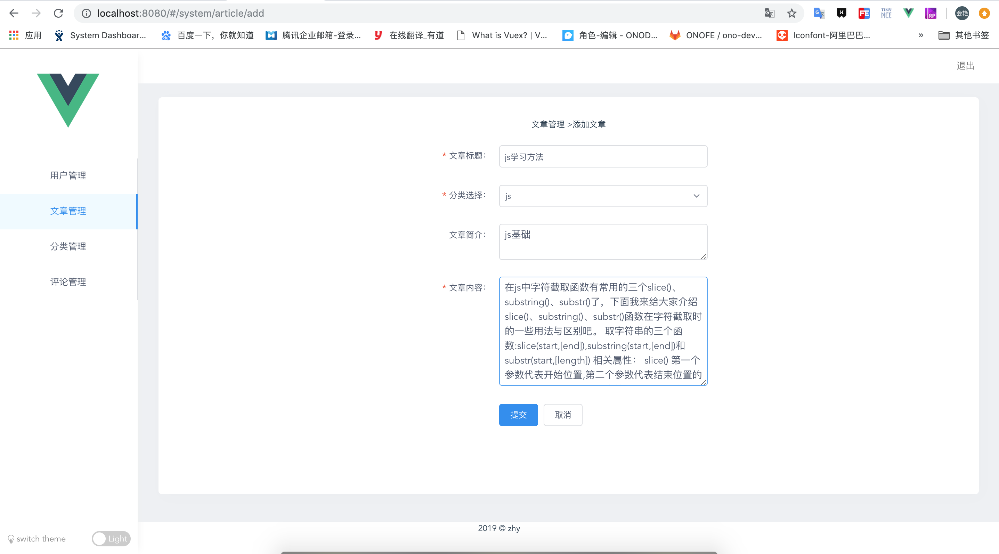 localhost:8080/#/system/article/add
TINY
MCE
FE
RP
会艳
应用
System Dashboar...
du
百度一下，你就知道
腾讯企业邮箱-登录...
y
在线翻译_有道
What is Vuex? | V...
角色-编辑 - ONOD...
ONOFE / ono-dev...
Iconfont-阿里巴巴...
»
其他书签
退出
用户管理
文章管理
分类管理
评论管理
文章管理 >添加文章
* 文章标题：
js学习方法
* 分类选择：
js
文章简介：
js基础
* 文章内容：
在js中字符截取函数有常用的三个slice()、
substring()、substr()了，下面我来给大家介绍
slice()、substring()、substr()函数在字符截取时
的一些用法与区别吧。 取字符串的三个函
数:slice(start,[end]),substring(start,[end])和
substr(start,[length]) 相关属性： slice() 第一个
参数代表开始位置,第二个参数代表结束位置的
提交
取消
2019 © zhy
switch theme
Light